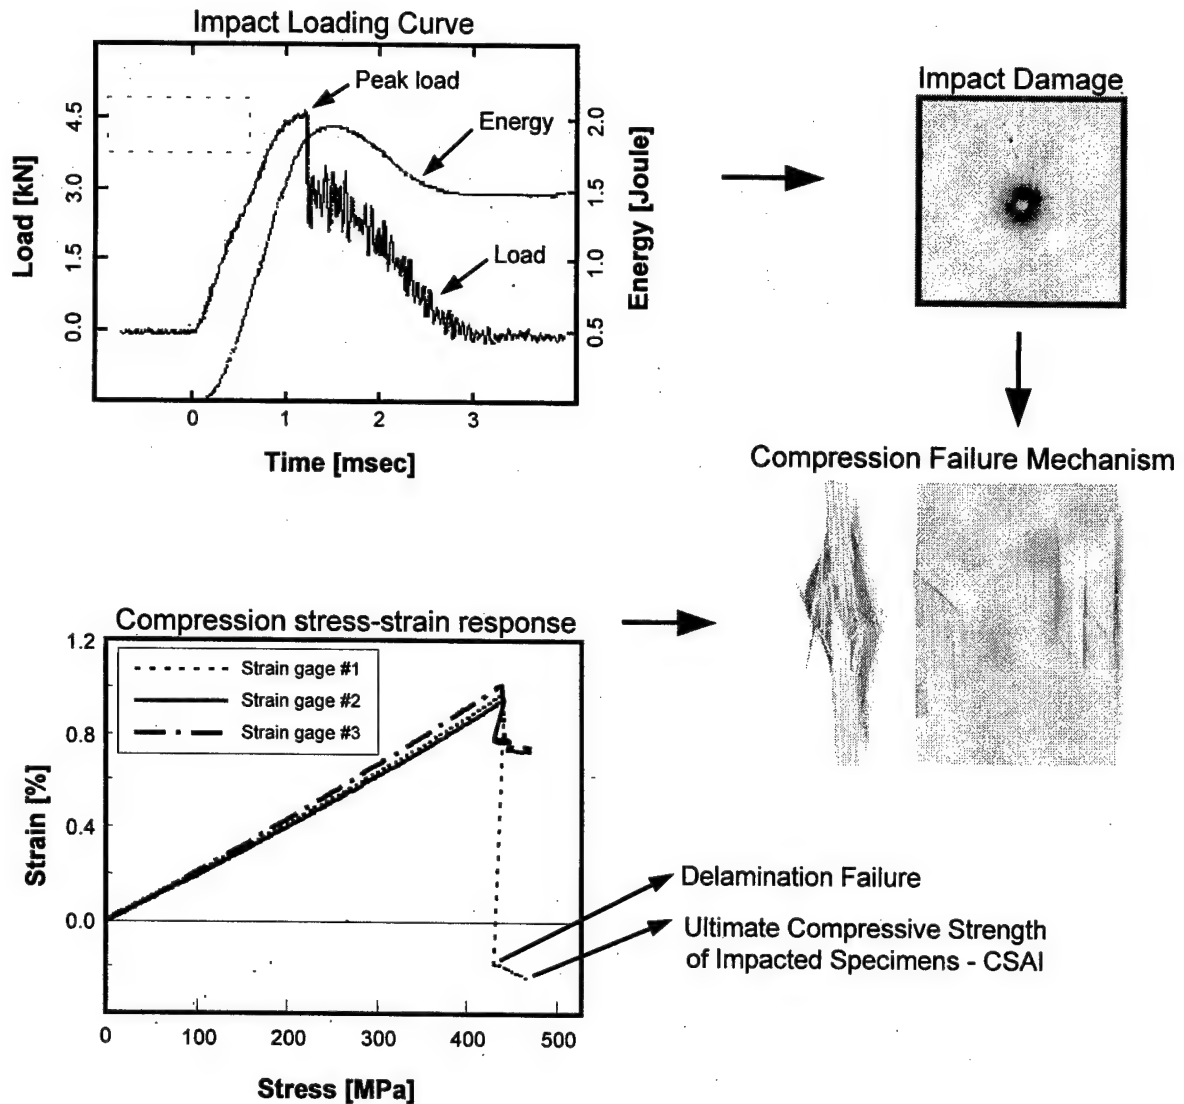 Impact Loading Curve
Peak load
Energy
Load
Load [kN]
4.5
3.0
1.5
0.0
Energy [Joule]
2.0
1.5
1.0
0.5
0
1
2
3
Time [msec]
Impact Damage
Compression Failure Mechanism
Compression stress-strain response
Strain gage #1
Strain gage #2
Strain gage #3
Strain [%]
1.2
0.8
0.4
0.0
0
100
200
300
400
500
Stress [MPa]
Delamination Failure
Ultimate Compressive Strength
of Impacted Specimens - CSAI